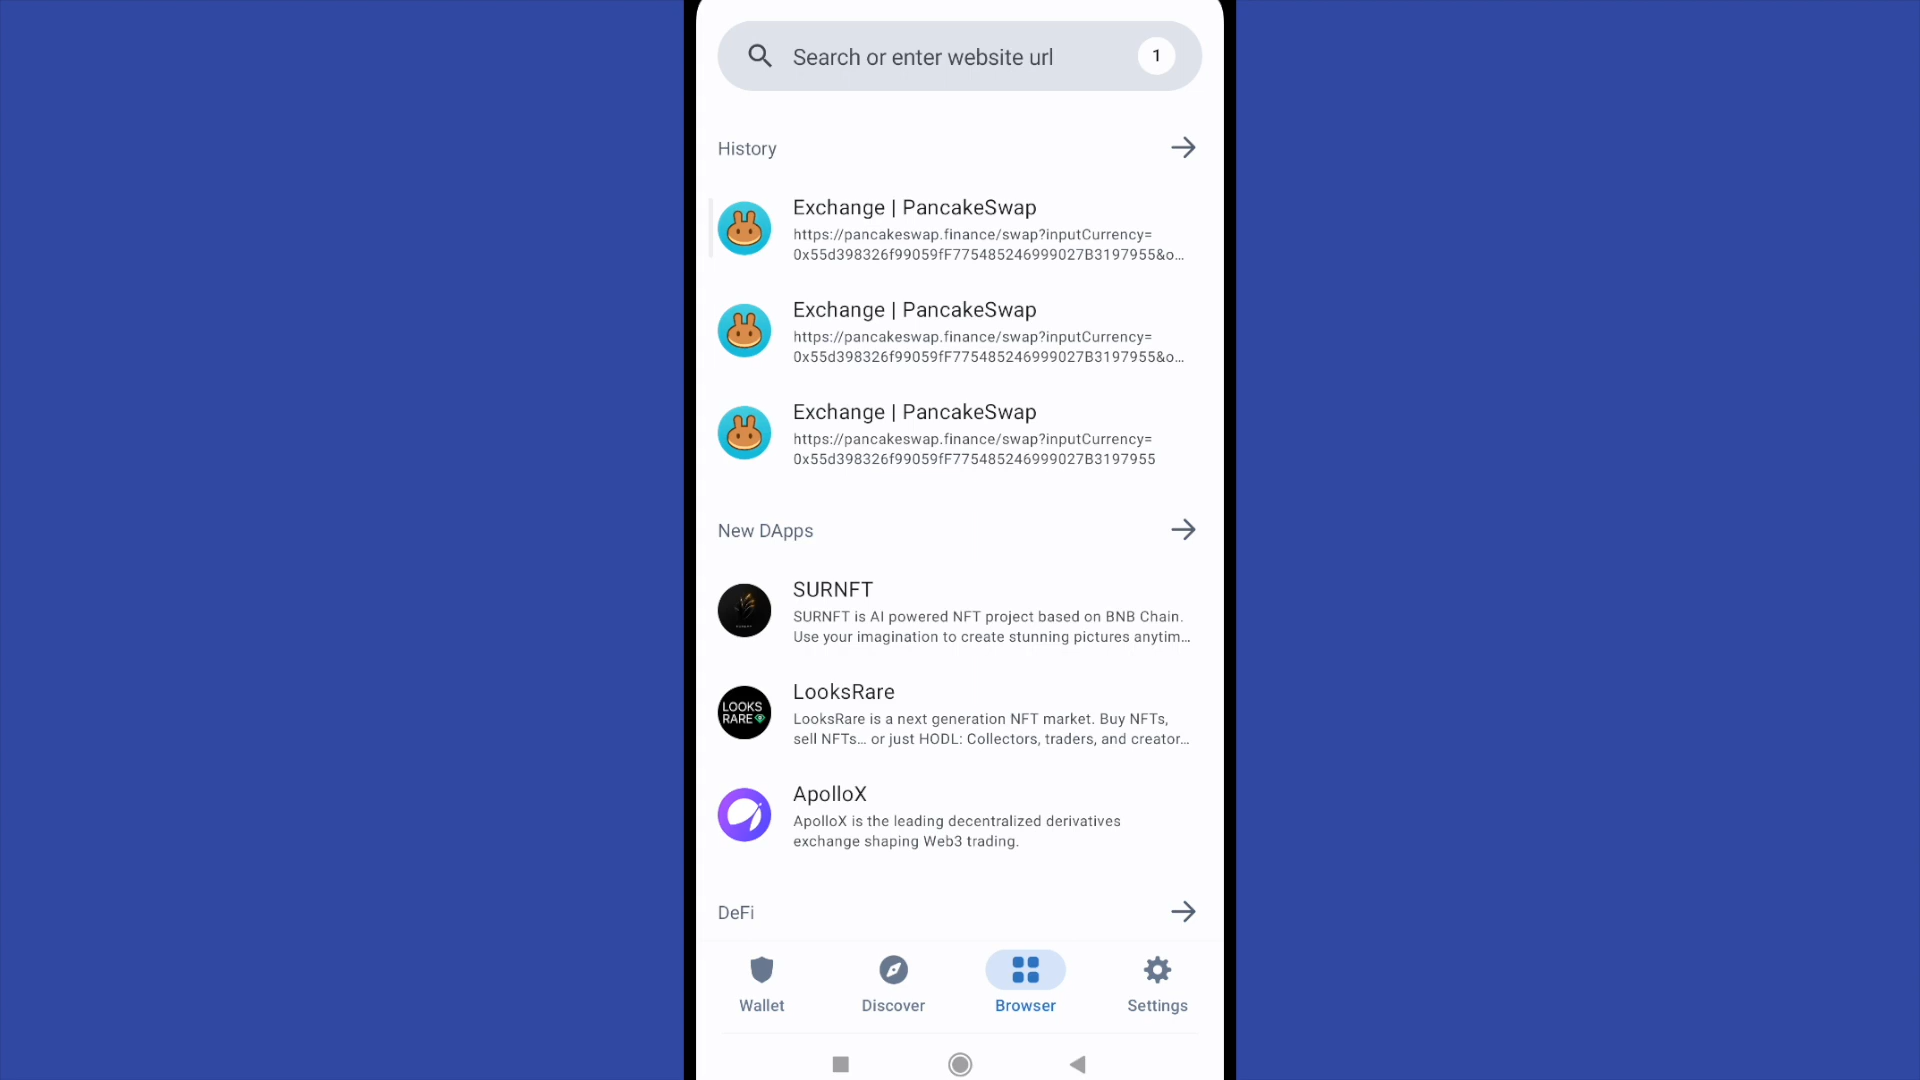 Search or enter website url
1
History
Exchange | PancakeSwap
https://pancakeswap.finance/swap?inputCurrency=
0x55d398326f99059fF775485246999027B3197955&o…
Exchange | PancakeSwap
https://pancakeswap.finance/swap?inputCurrency=
0x55d398326f99059fF775485246999027B3197955&o…
Exchange | PancakeSwap
https://pancakeswap.finance/swap?inputCurrency=
0x55d398326f99059fF775485246999027B3197955
New DApps
SURNFT
SURNFT is AI powered NFT project based on BNB Chain.
Use your imagination to create stunning pictures anytim…
LOOKS
RARE
LooksRare
LooksRare is a next generation NFT market. Buy NFTs,
sell NFTs… or just HODL: Collectors, traders, and creator…
ApolloX
ApolloX is the leading decentralized derivatives
exchange shaping Web3 trading.
DeFi
Wallet
Discover
Browser
Settings